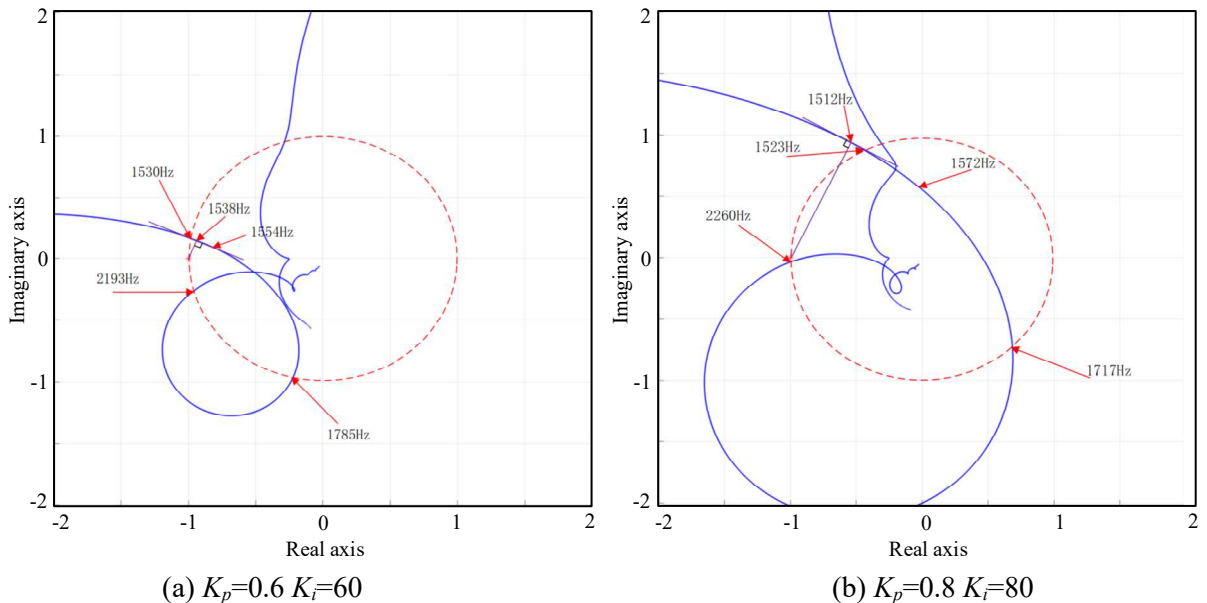 2
1
0
-1
-2
Imaginary axis
1530Hz
1538Hz
1554Hz
2193Hz
1785Hz
-2
-1
0
1
2
Real axis
(a) Kp=0.6 Ki=60
2
1
0
-1
-2
Imaginary axis
1512Hz
1523Hz
1572Hz
2260Hz
1717Hz
-2
-1
0
1
2
Real axis
(b) Kp=0.8 Ki=80